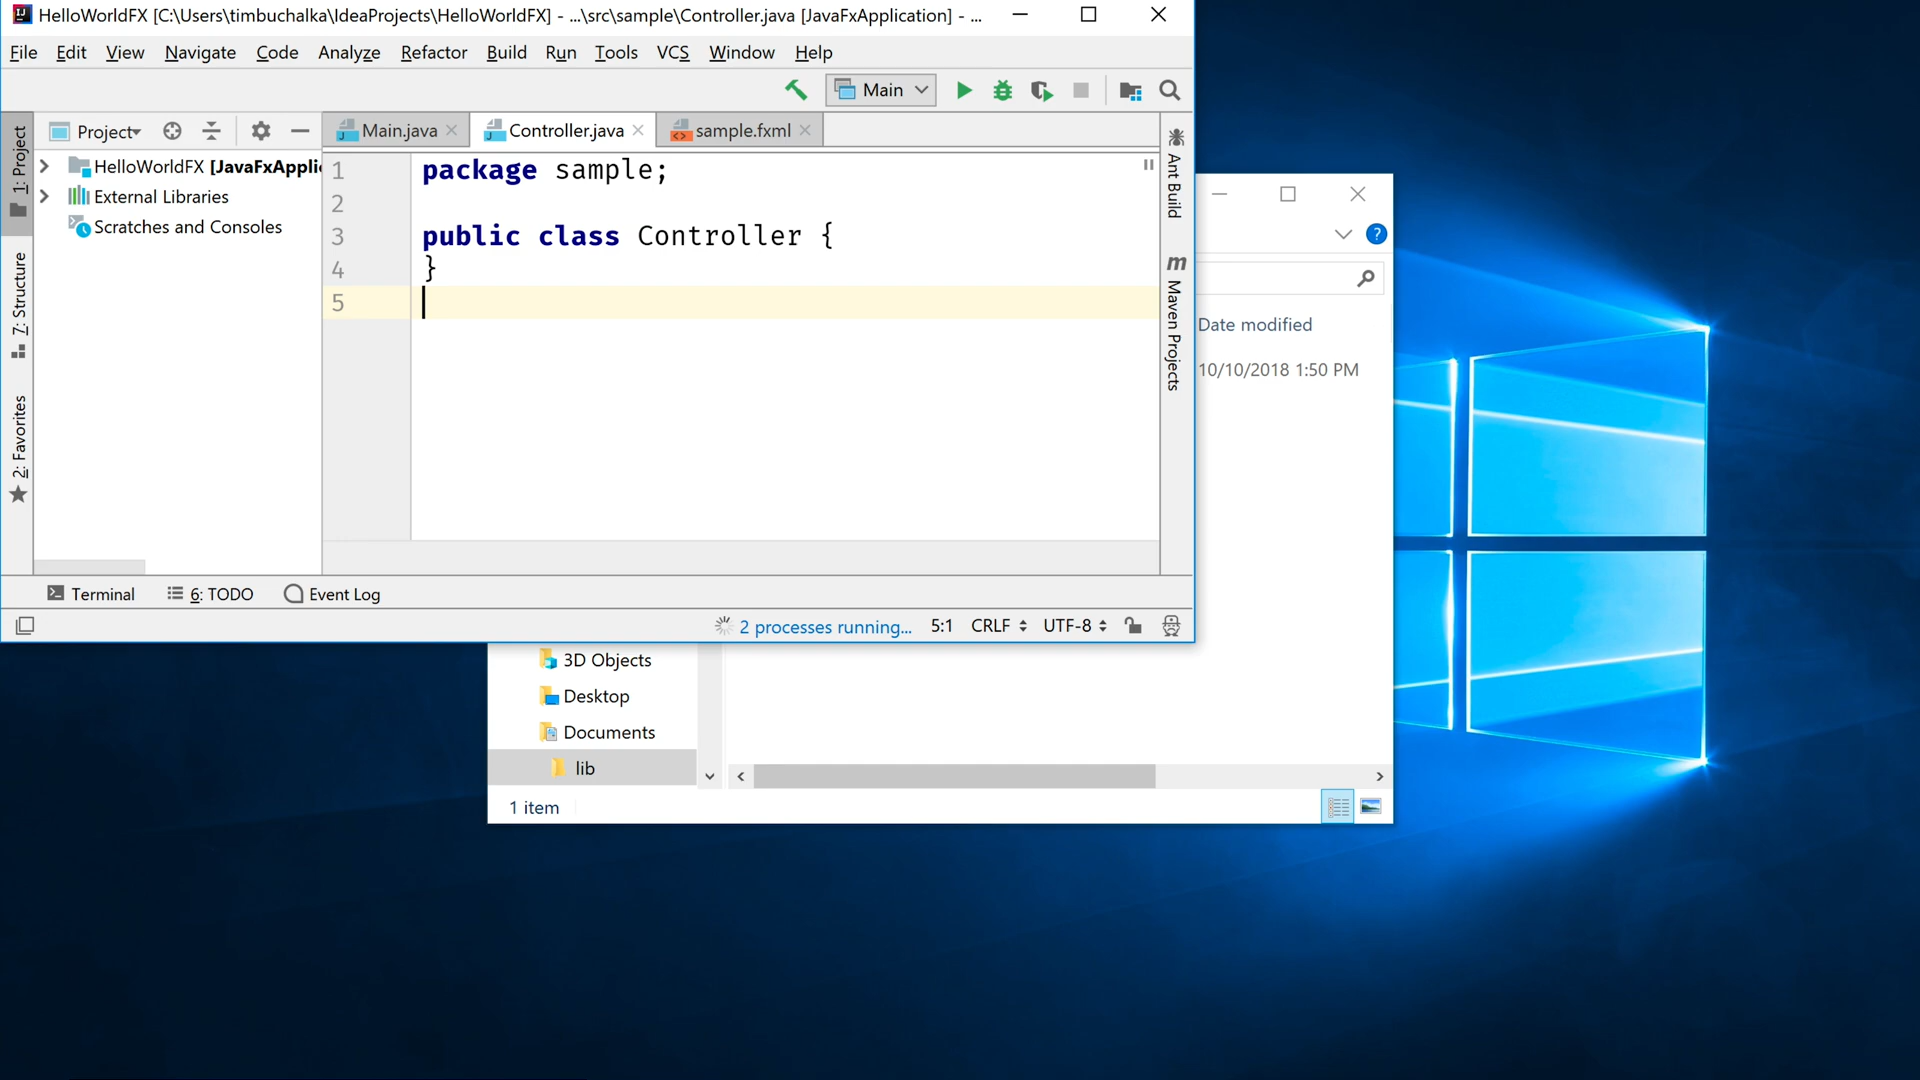 HelloWorldFX [C:\Users\timbuchalka\IdeaProjects\HelloWorldFX] - ...\src\sample\Controller.java [JavaFxApplication] - ...
File Edit View Navigate Code Analyze Refactor Build Run Tools VCS Window Help
Main
Project
Main.java
Controller.java
sample.fxml
1: Project
7: Structure
2: Favorites
HelloWorldFX [JavaFxAppli
External Libraries
Scratches and Consoles
1 package sample;
2
3 public class Controller {
4 }
5
Ant Build
m Maven Projects
Terminal 6: TODO Event Log
2 processes running... 5:1 CRLF UTF-8
?
Date modified
10/10/2018 1:50 PM
3D Objects
Desktop
Documents
lib
1 item